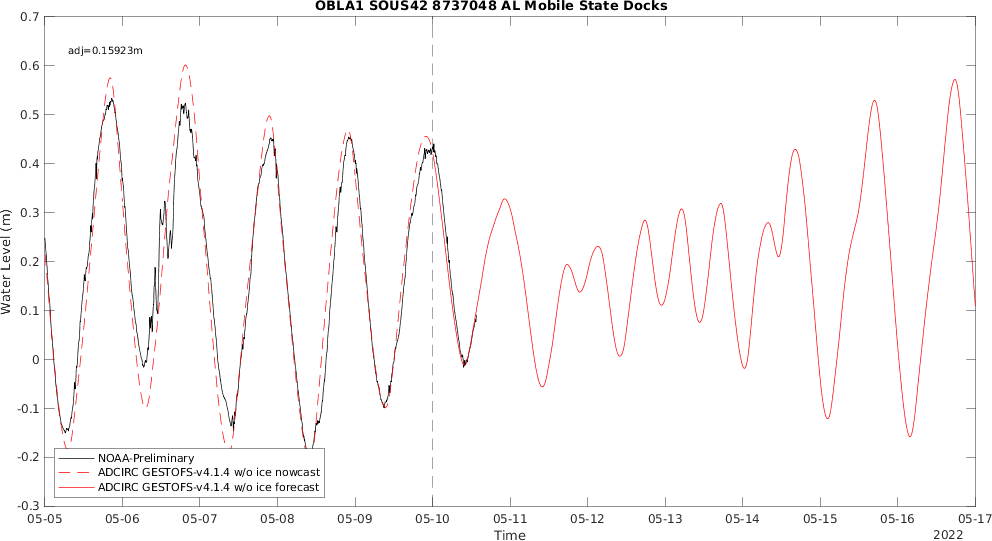 OBLA1 SOUS42 8737048 AL Mobile State Docks
adj=0.15923m
Water Level (m)
0.7
0.6
0.5
0.4
0.3
0.2
0.1
0
-0.1
-0.2
-0.3
NOAA-Preliminary
ADCIRC GESTOFS-v4.1.4 w/o ice nowcast
ADCIRC GESTOFS-v4.1.4 w/o ice forecast
05-05 05-06 05-07 05-08 05-09 05-10 05-11 05-12 05-13 05-14 05-15 05-16 05-17
Time
2022